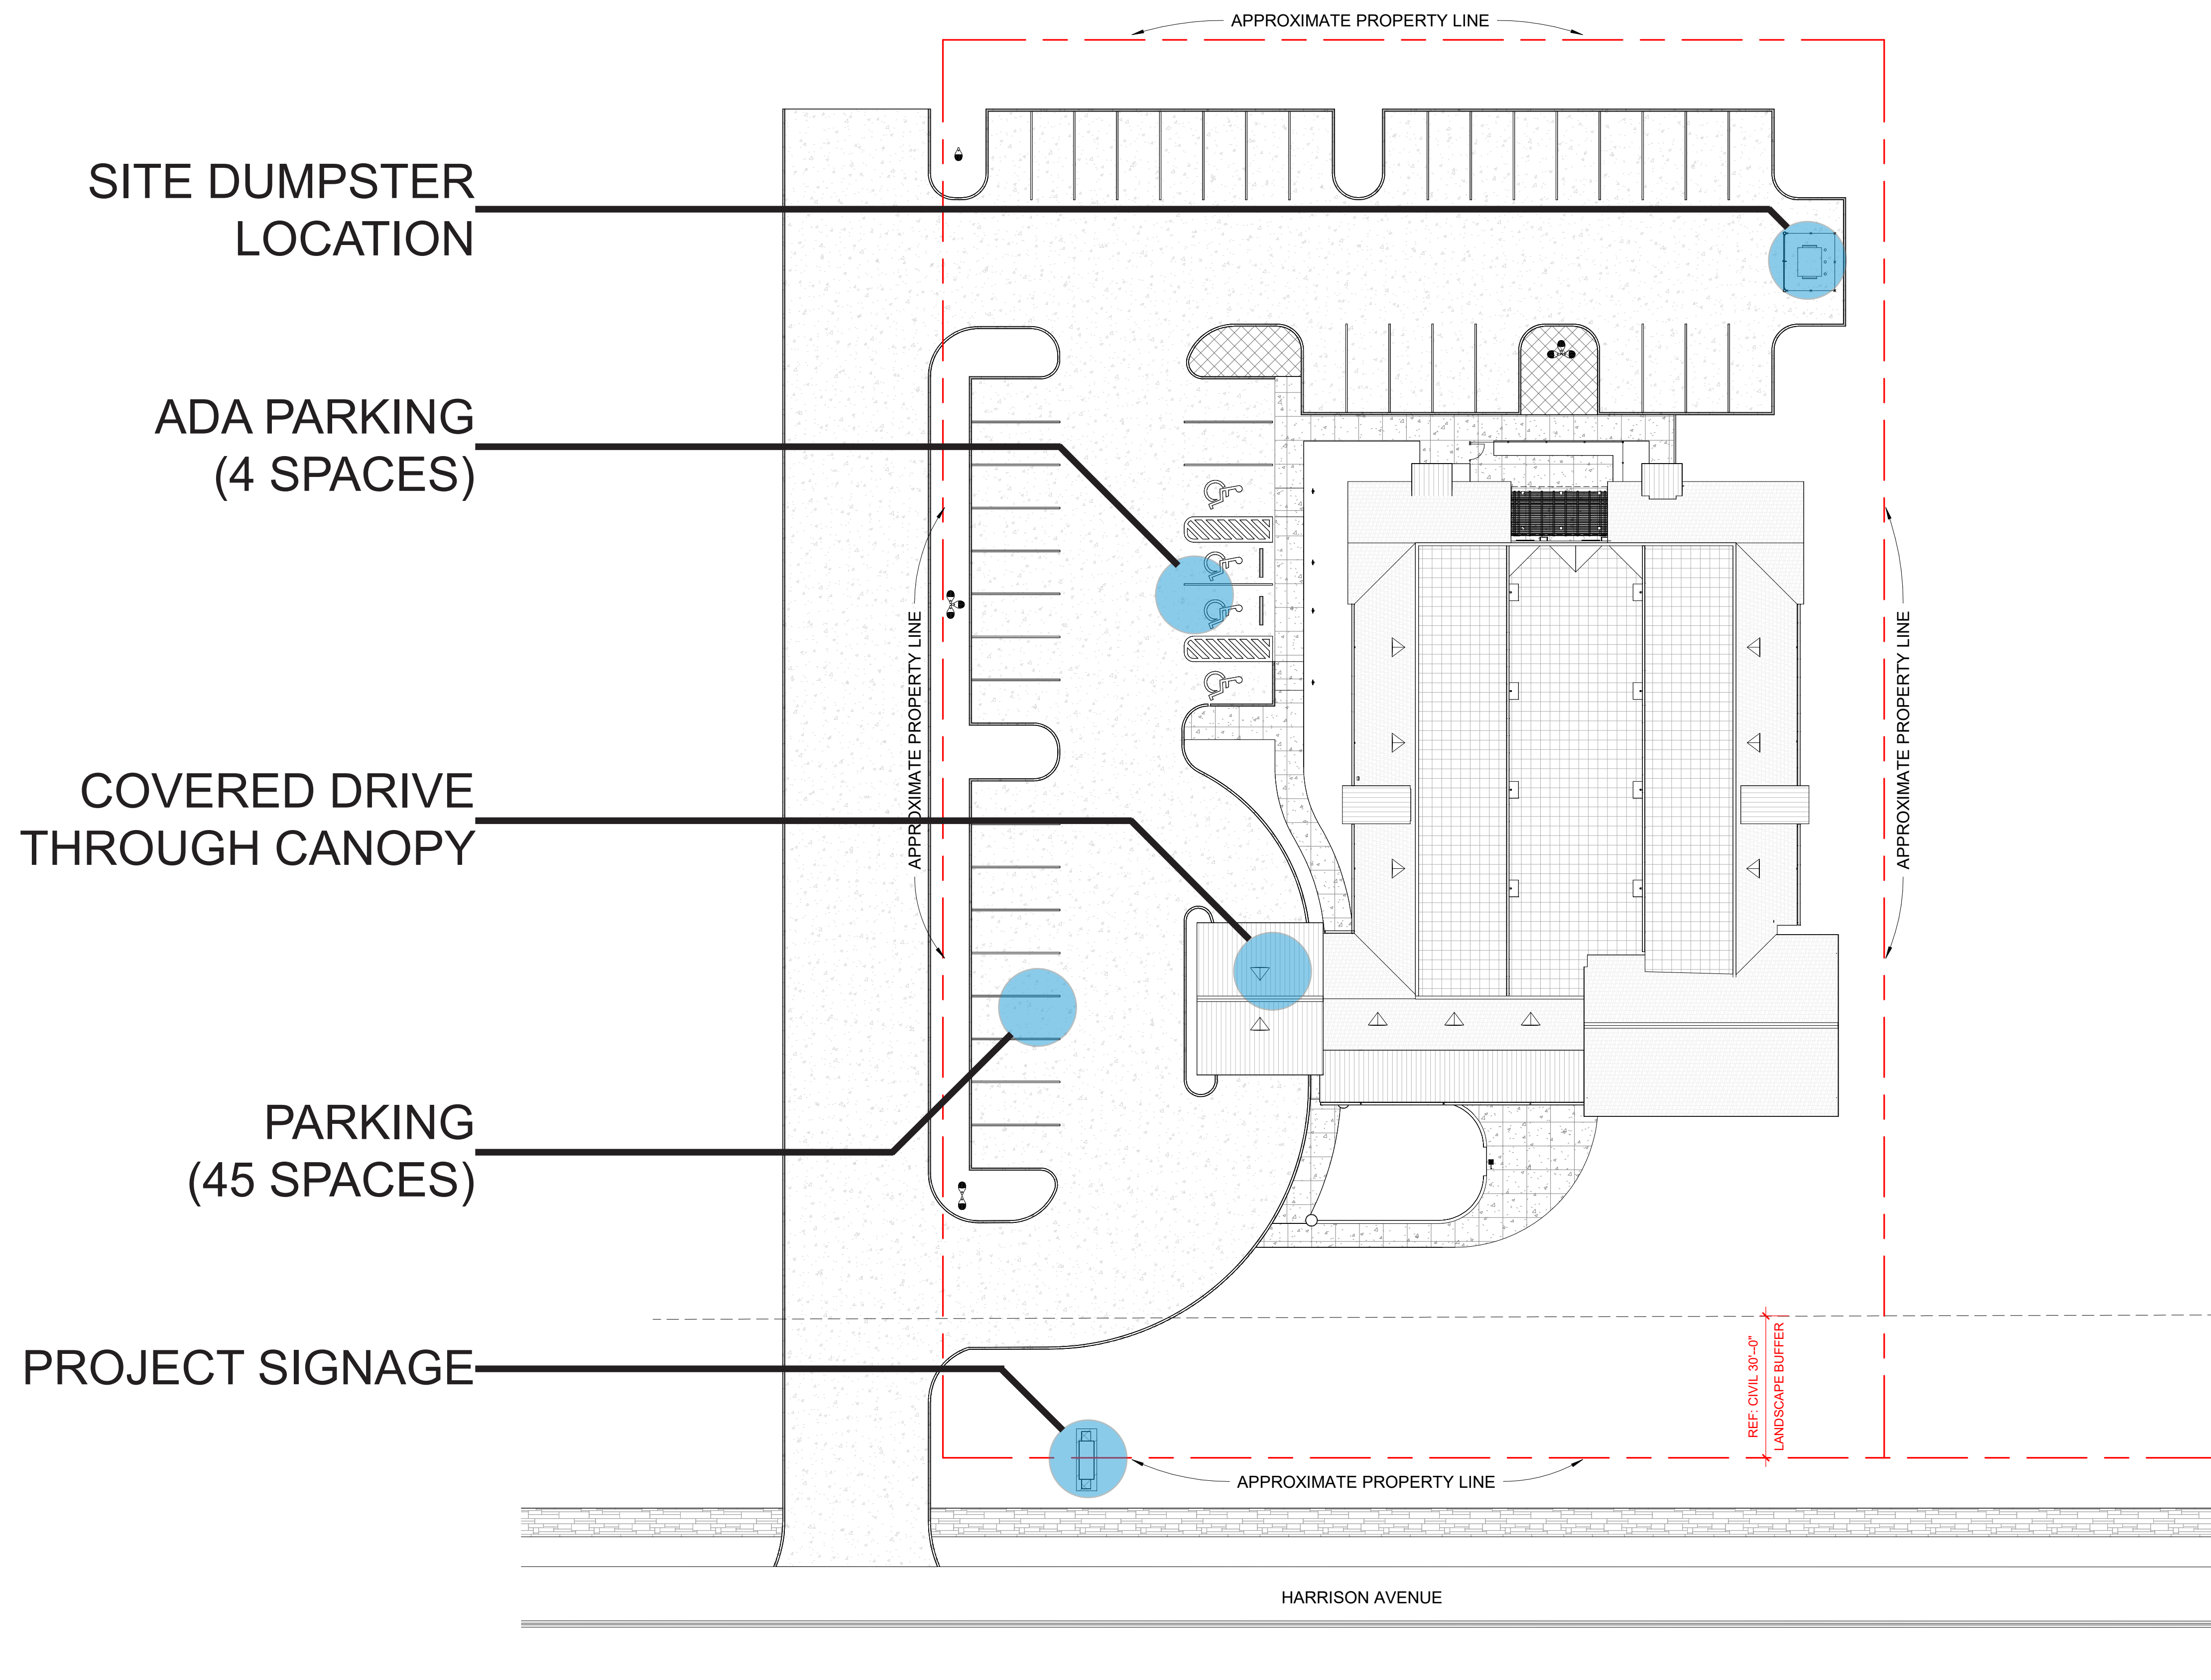 APPROXIMATE PROPERTY LINE
SITE DUMPSTER
LOCATION
ADA PARKING
(4 SPACES)
APPROXIMATE PROPERTY LINE
APPROXIMATE PROPERTY LINE
COVERED DRIVE
THROUGH CANOPY
PARKING
(45 SPACES)
PROJECT SIGNAGE
REF: CIVIL 30'-0"
LANDSCAPE BUFFER
APPROXIMATE PROPERTY LINE
HARRISON AVENUE